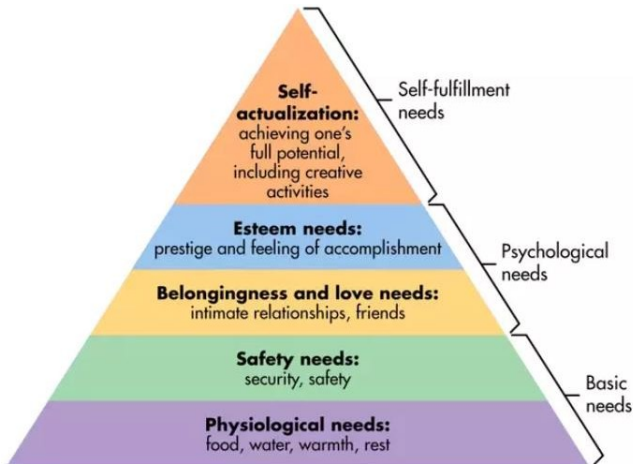 Self-
actualization:
achieving one's
full potential,
including creative
activities
Self-fulfillment
needs
Esteem needs:
prestige and feeling of accomplishment
Psychological
needs
Belongingness and love needs:
intimate relationships, friends
Safety needs:
security, safety
Basic
needs
Physiological needs:
food, water, warmth, rest